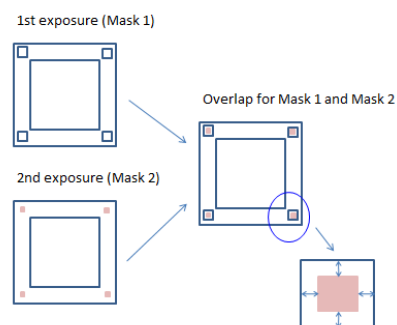 1st exposure (Mask 1)
Overlap for Mask 1 and Mask 2
2nd exposure (Mask 2)